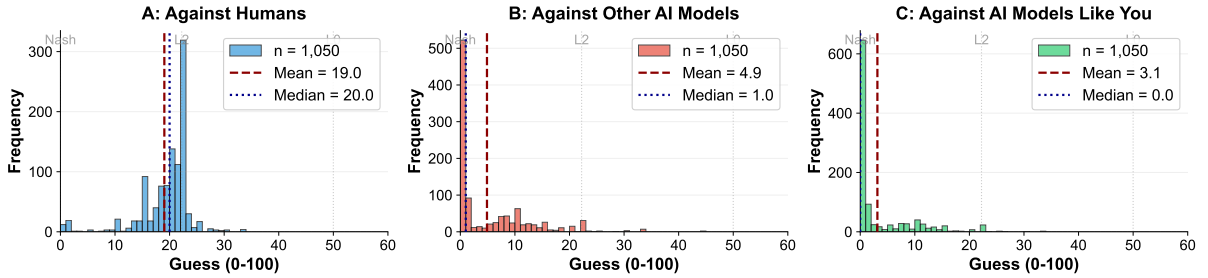 A: Against Humans
Nash
L2
L0
n = 1,050
Mean = 19.0
Median = 20.0
Frequency
300
200
100
0
0 10 20 30 40 50 60
Guess (0-100)
B: Against Other AI Models
Nash
L2
n = 1,050
Mean = 4.9
Median = 1.0
Frequency
500
400
300
200
100
0
0 10 20 30 40 50 60
Guess (0-100)
C: Against AI Models Like You
Nash
L2
n = 1,050
Mean = 3.1
Median = 0.0
Frequency
600
400
200
0
0 10 20 30 40 50 60
Guess (0-100)